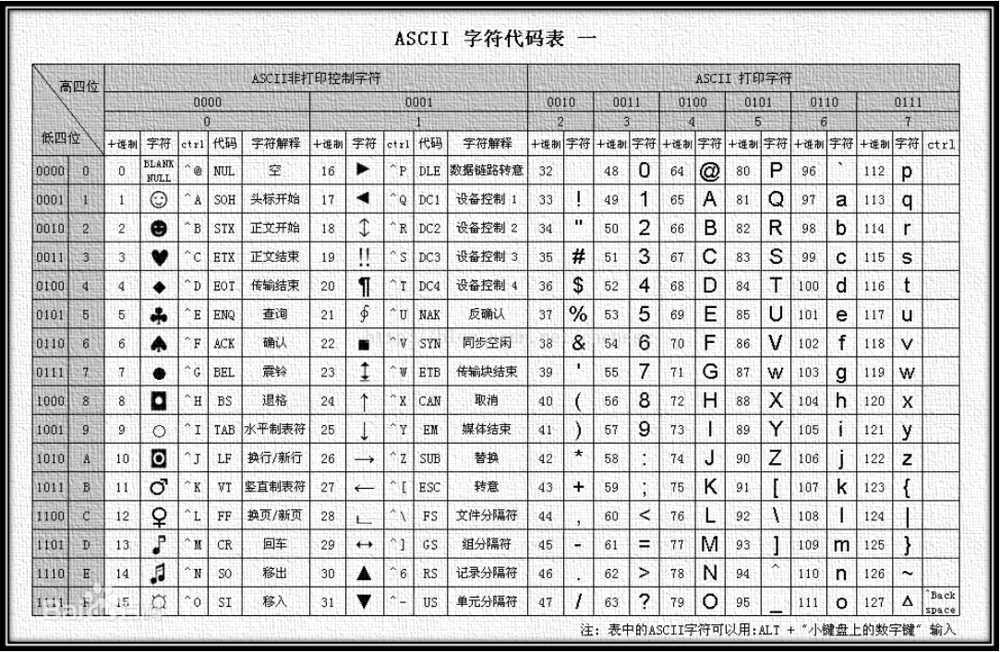 ASCII 字符代码表 一
高四位 ASCII非打印控制字符 ASCII 打印字符
0000 0001 0010 0011 0100 0101 0110 0111
0 1 2 3 4 5 6 7
低四位 十进制 字符 ctrl 代码 字符解释 十进制 字符 ctrl 代码 字符解释 十进制 字符 十进制 字符 十进制 字符 十进制 字符 十进制 字符 十进制 字符 ctrl
0000 0 0 BLANK NULL ^@ NUL 空 16 ► ^P DLE 数据链路转意 32 48 0 64 @ 80 P 96 ` 112 p
0001 1 1 ☺ ^A SOH 头标开始 17 ◄ ^Q DC1 设备控制 1 33 ! 49 1 65 A 81 Q 97 a 113 q
0010 2 2 ☻ ^B STX 正文开始 18 ↕ ^R DC2 设备控制 2 34 " 50 2 66 B 82 R 98 b 114 r
0011 3 3 ♥ ^C ETX 正文结束 19 ‼ ^S DC3 设备控制 3 35 # 51 3 67 C 83 S 99 c 115 s
0100 4 4 ♦ ^D EOT 传输结束 20 ¶ ^T DC4 设备控制 4 36 $ 52 4 68 D 84 T 100 d 116 t
0101 5 5 ♣ ^E ENQ 查询 21 ∮ ^U NAK 反确认 37 % 53 5 69 E 85 U 101 e 117 u
0110 6 6 ♠ ^F ACK 确认 22 ■ ^V SYN 同步空闲 38 & 54 6 70 F 86 V 102 f 118 v
0111 7 7 ● ^G BEL 震铃 23 ↨ ^W ETB 传输块结束 39 ' 55 7 71 G 87 w 103 g 119 w
1000 8 8 ◘ ^H BS 退格 24 ↑ ^X CAN 取消 40 ( 56 8 72 H 88 X 104 h 120 x
1001 9 9 ○ ^I TAB 水平制表符 25 ↓ ^Y EM 媒体结束 41 ) 57 9 73 I 89 Y 105 i 121 y
1010 A 10 ◙ ^J LF 换行/新行 26 → ^Z SUB 替换 42 * 58 : 74 J 90 Z 106 j 122 z
1011 B 11 ♂ ^K VT 竖直制表符 27 ← ^[ ESC 转意 43 + 59 ; 75 K 91 [ 107 k 123 {
1100 C 12 ♀ ^L FF 换页/新页 28 ∟ ^\ FS 文件分隔符 44 , 60 < 76 L 92 \ 108 l 124 |
1101 D 13 ♪ ^M CR 回车 29 ↔ ^] GS 组分隔符 45 - 61 = 77 M 93 ] 109 m 125 }
1110 E 14 ♫ ^N SO 移出 30 ▲ ^6 RS 记录分隔符 46 . 62 > 78 N 94 ^ 110 n 126 ~
1111 F 15 ☼ ^O SI 移入 31 ▼ ^- US 单元分隔符 47 / 63 ? 79 O 95 _ 111 o 127 Δ ^Back space
注：表中的ASCII字符可以用:ALT + "小键盘上的数字键" 输入